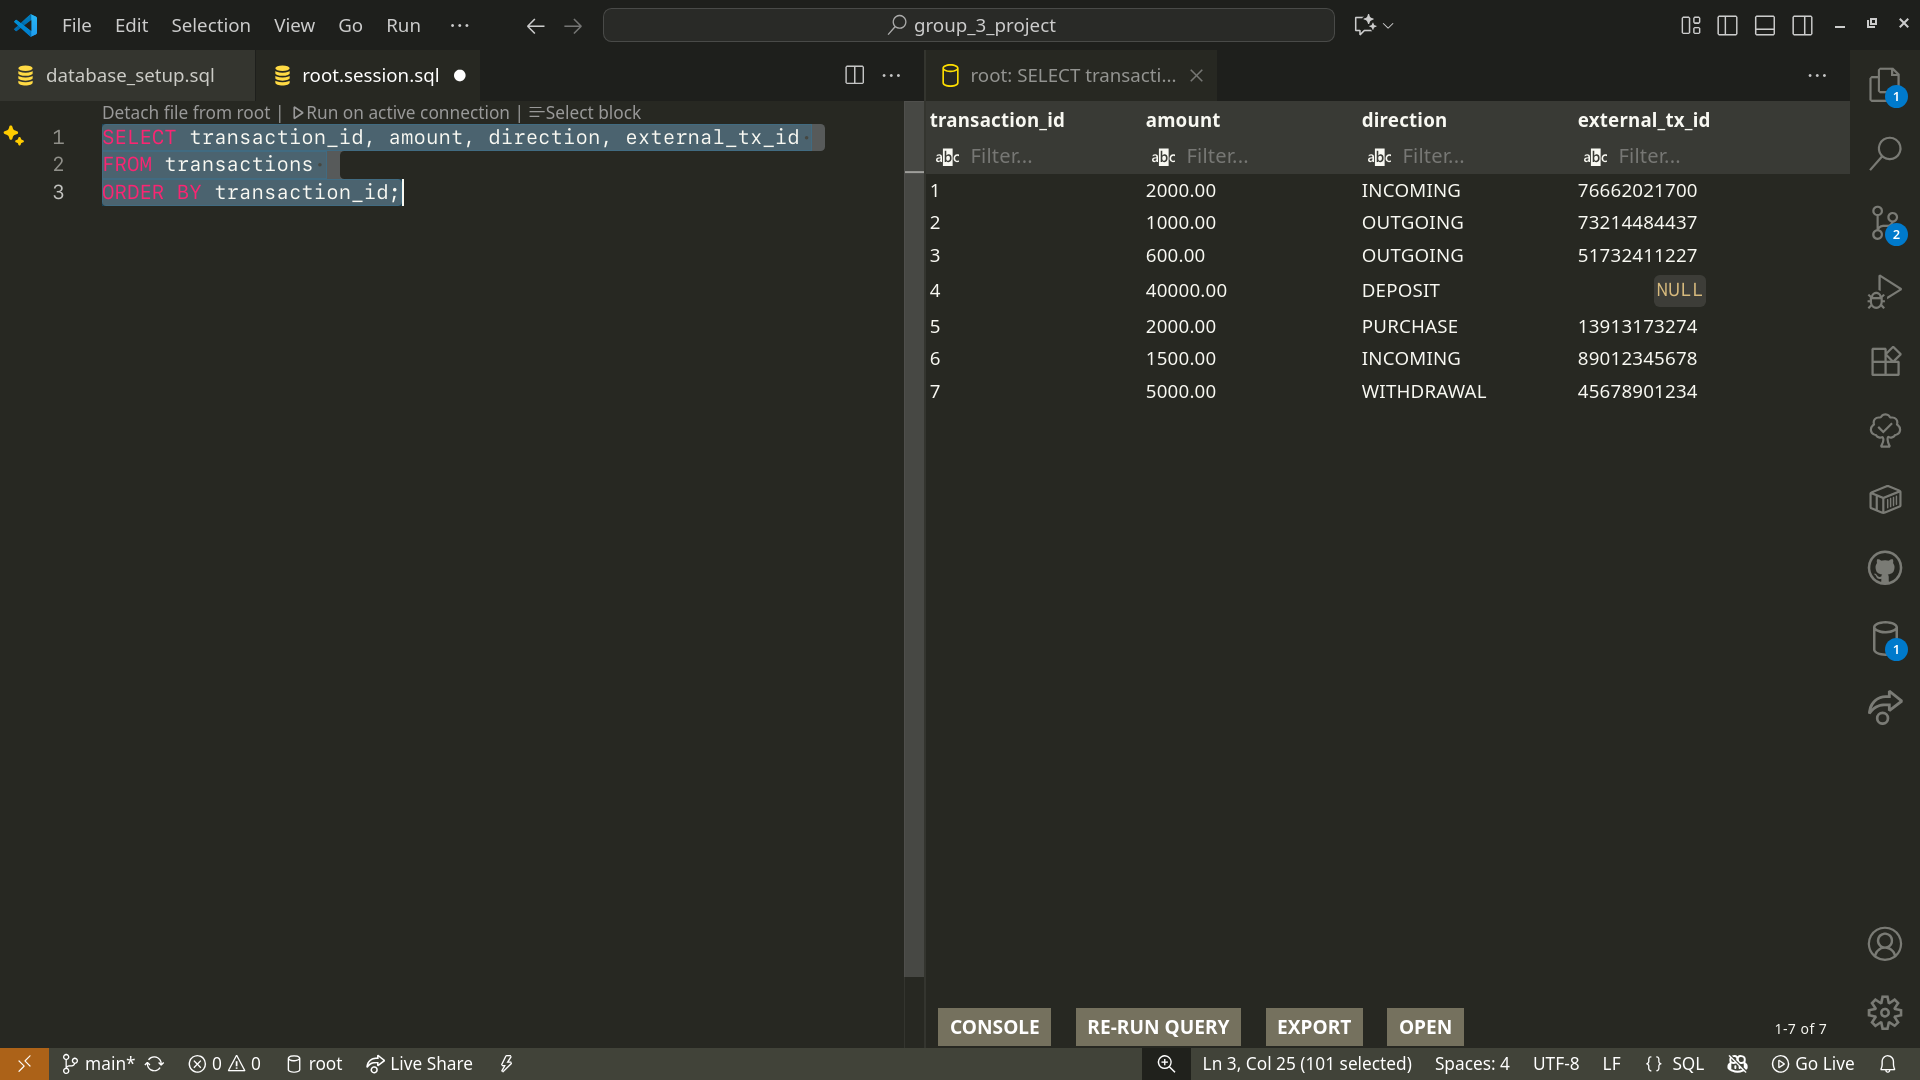 File Edit Selection View Go Run ···
group_3_project
database_setup.sql
root.session.sql
root: SELECT transacti...
Detach file from root | Run on active connection | Select block
1 SELECT transaction_id, amount, direction, external_tx_id
2 FROM transactions
3 ORDER BY transaction_id;
transaction_id amount direction external_tx_id
abc Filter... abc Filter... abc Filter... abc Filter...
1 2000.00 INCOMING 76662021700
2 1000.00 OUTGOING 73214484437
3 600.00 OUTGOING 51732411227
4 40000.00 DEPOSIT NULL
5 2000.00 PURCHASE 13913173274
6 1500.00 INCOMING 89012345678
7 5000.00 WITHDRAWAL 45678901234
1
2
1
CONSOLE RE-RUN QUERY EXPORT OPEN 1-7 of 7
main* 0 0 root Live Share Ln 3, Col 25 (101 selected) Spaces: 4 UTF-8 LF {} SQL Go Live